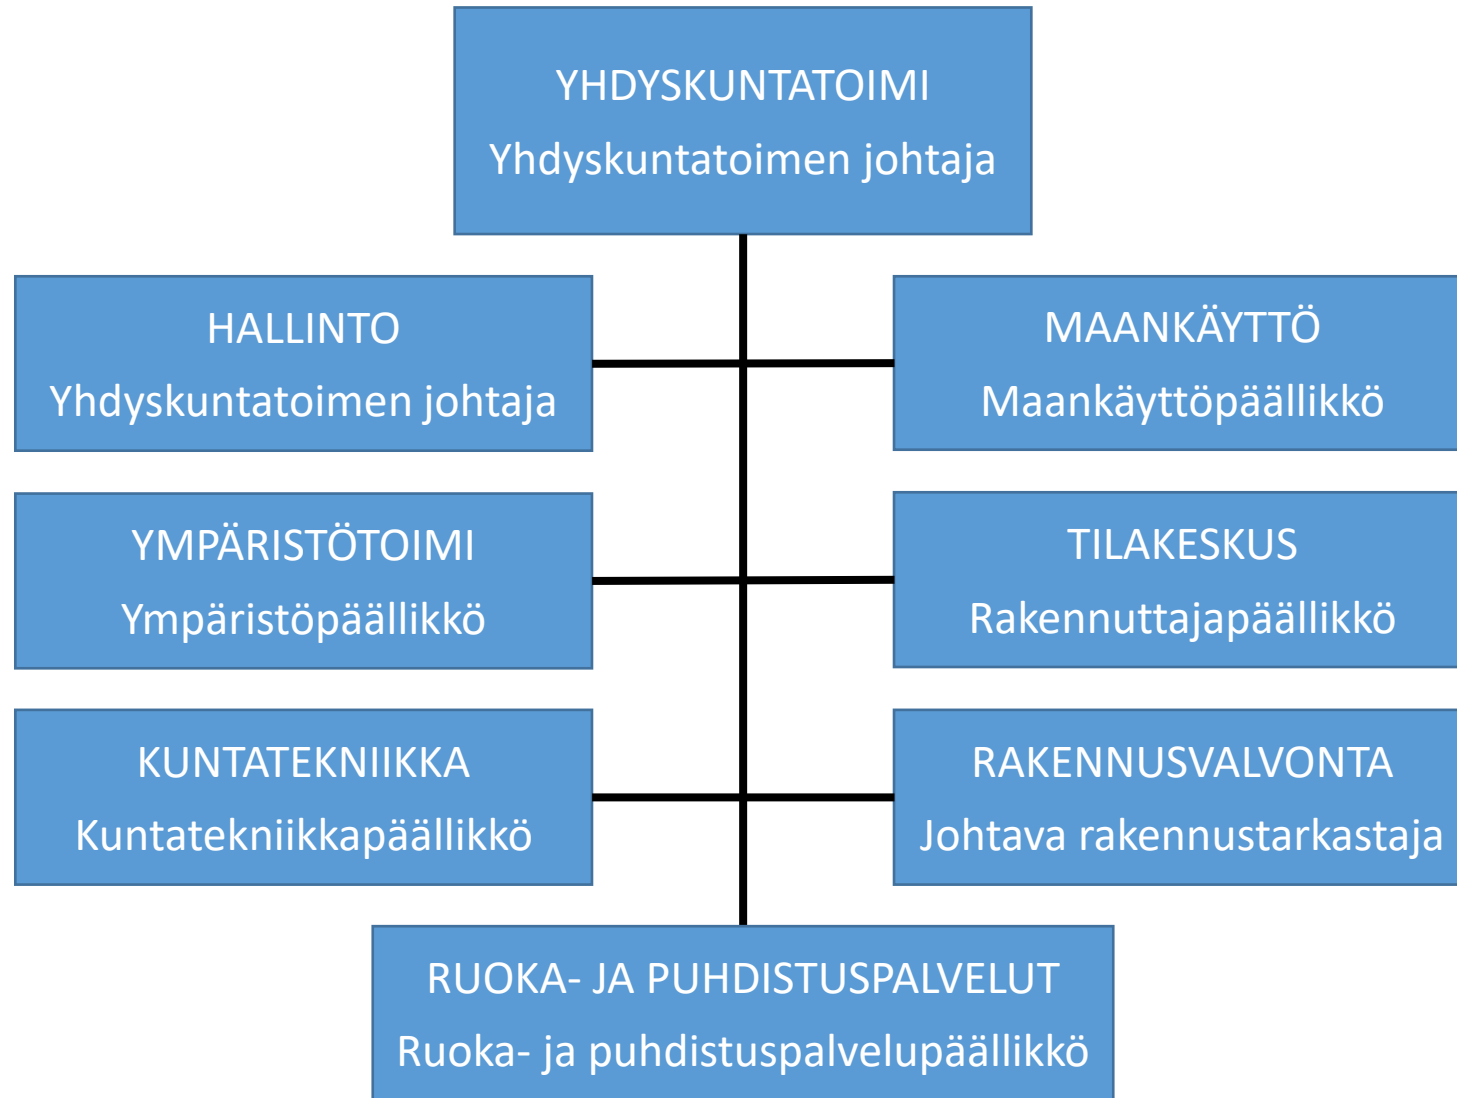 YHDYSKUNTATOIMI
Yhdyskuntatoimen johtaja
HALLINTO
Yhdyskuntatoimen johtaja
MAANKÄYTTÖ
Maankäyttöpäällikkö
YMPÄRISTÖTOIMI
Ympäristöpäällikkö
TILAKESKUS
Rakennuttajapäällikkö
KUNTATEKNIIKKA
Kuntatekniikkapäällikkö
RAKENNUSVALVONTA
Johtava rakennustarkastaja
RUOKA- JA PUHDISTUSPALVELUT
Ruoka- ja puhdistuspalvelupäällikkö